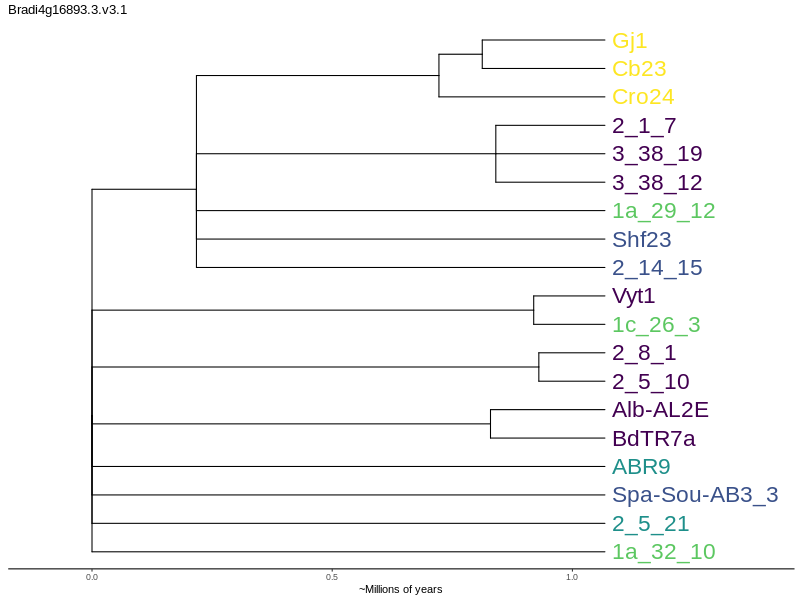 Bradi4g16893.3.v3.1
Gj1
Cb23
Cro24
2_1_7
3_38_19
3_38_12
1a_29_12
Shf23
2_14_15
Vyt1
1c_26_3
2_8_1
2_5_10
Alb-AL2E
BdTR7a
ABR9
Spa-Sou-AB3_3
2_5_21
1a_32_10
0.0 0.5 1.0
~Millions of years